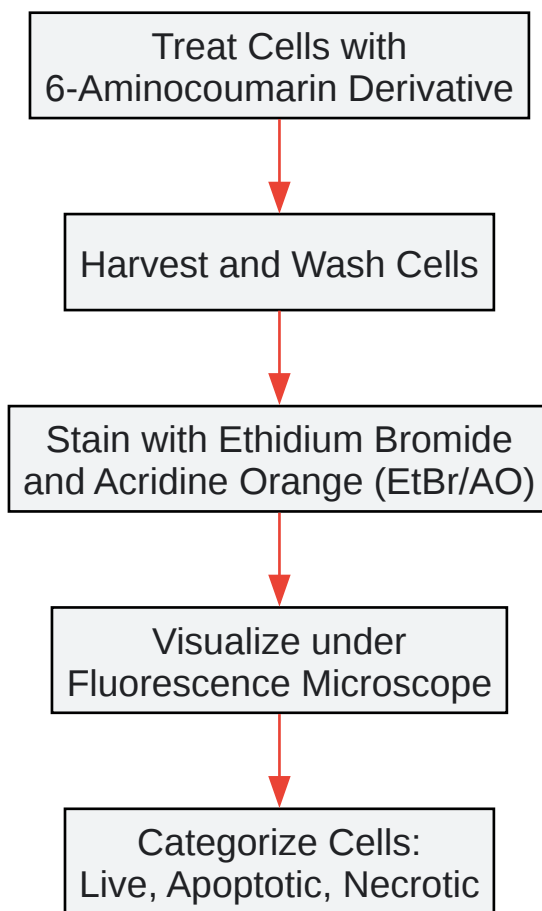 Treat Cells with
6-Aminocoumarin Derivative
Harvest and Wash Cells
Stain with Ethidium Bromide
and Acridine Orange (EtBr/AO)
Visualize under
Fluorescence Microscope
Categorize Cells:
Live, Apoptotic, Necrotic